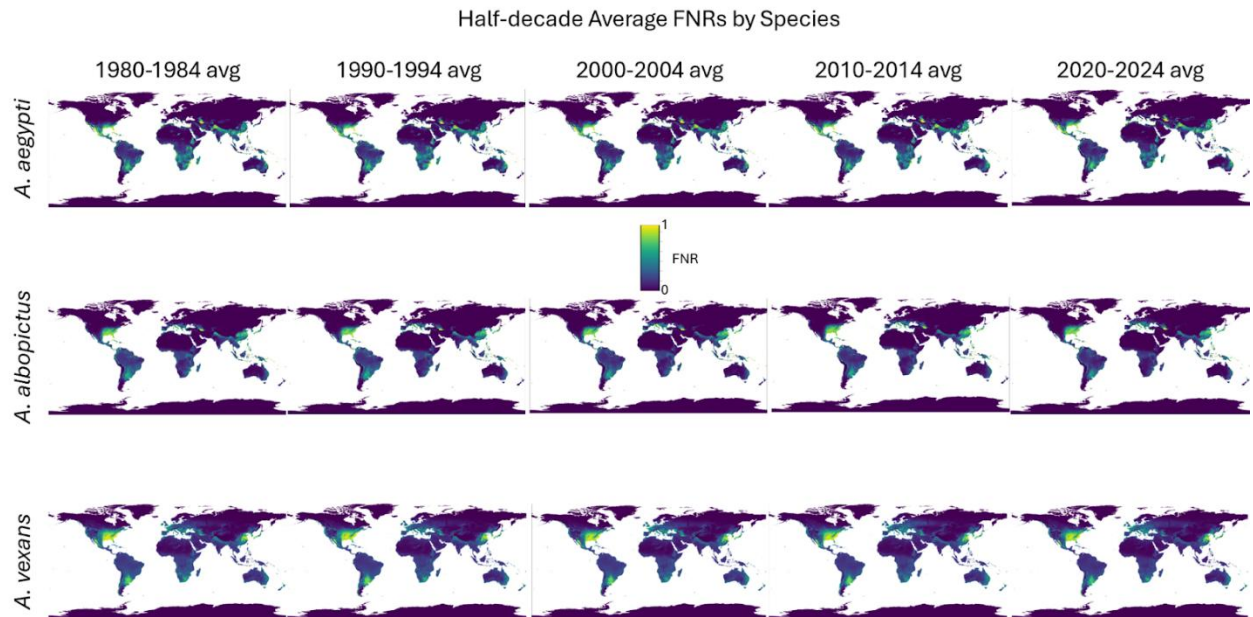 Half-decade Average FNRs by Species
1980-1984 avg
1990-1994 avg
2000-2004 avg
2010-2014 avg
2020-2024 avg
A. aegypti
1
FNR
0
A. albopictus
A. vexans